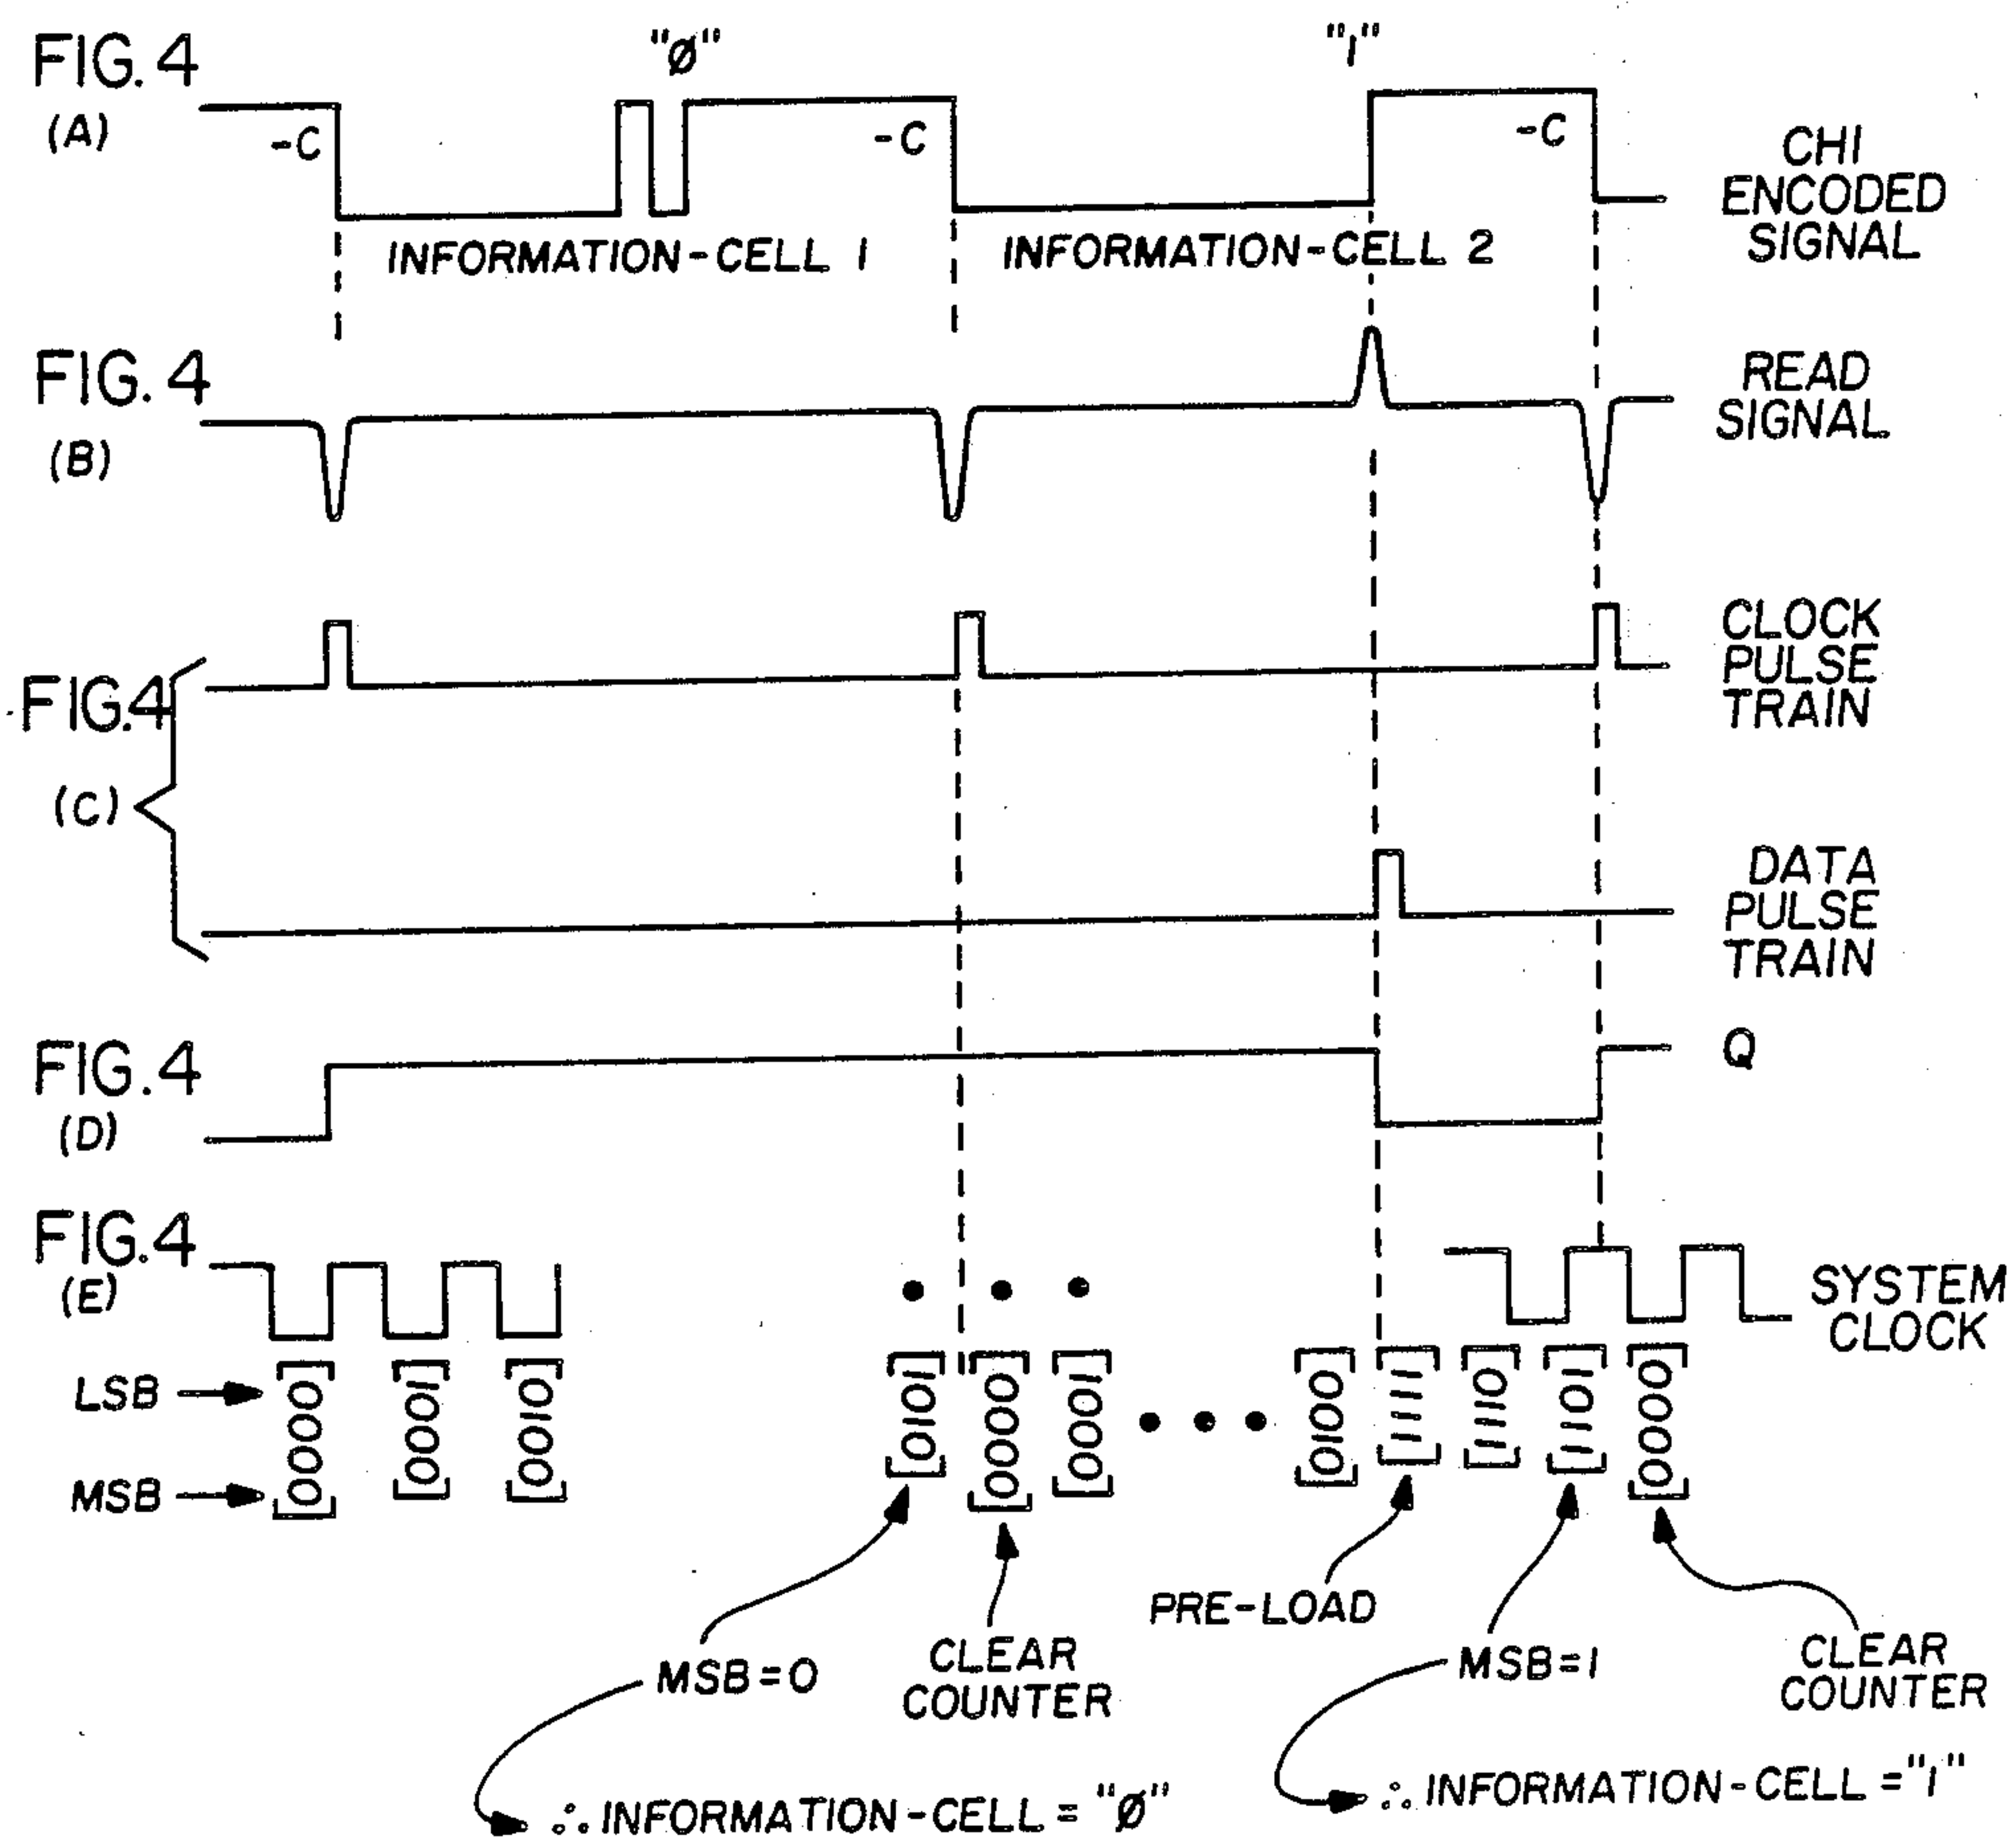 FIG. 4
(A)
"Ø"
"1"
-C
-C
-C
CHI
ENCODED
SIGNAL
INFORMATION-CELL 1
INFORMATION-CELL 2
FIG. 4
(B)
READ
SIGNAL
FIG.4
(C)
CLOCK
PULSE
TRAIN
DATA
PULSE
TRAIN
FIG.4
(D)
Q
FIG.4
(E)
SYSTEM
CLOCK
LSB
MSB
[0000]
[0001]
[0010]
[0101]
[0000]
[0001]
[0100]
[1111]
[1110]
[1101]
[0000]
MSB=0
CLEAR
COUNTER
PRE-LOAD
MSB=1
CLEAR
COUNTER
∴ INFORMATION-CELL = "Ø"
∴ INFORMATION-CELL = "1"